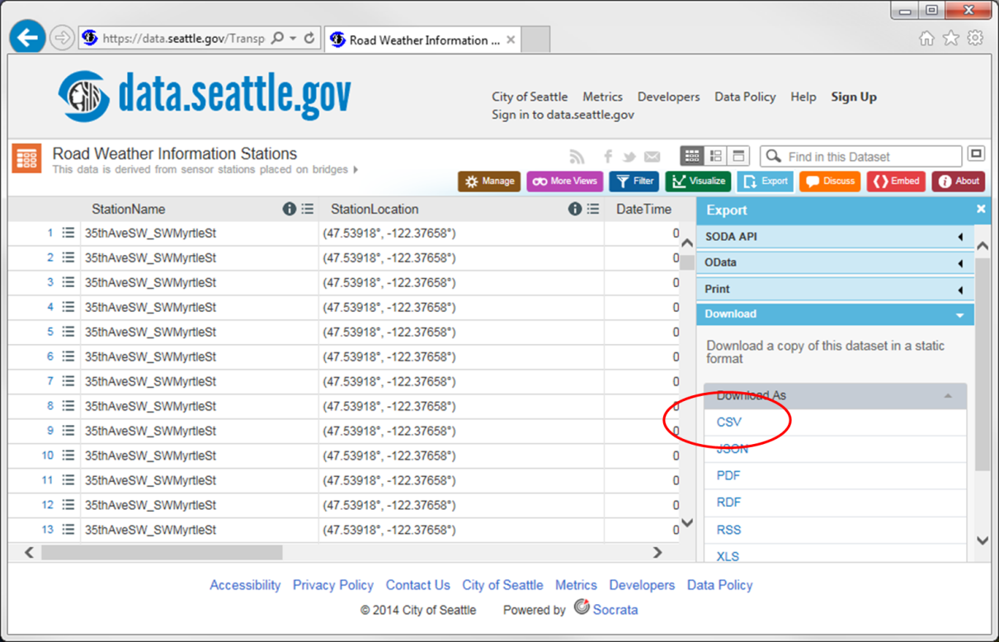 https://data.seattle.gov/Transp
Road Weather Information ...
data.seattle.gov
City of Seattle Metrics Developers Data Policy Help Sign Up
Sign in to data.seattle.gov
Road Weather Information Stations
This data is derived from sensor stations placed on bridges
Find in this Dataset
Manage More Views Filter Visualize Export Discuss Embed About
StationName StationLocation DateTime
1 35thAveSW_SWMyrtleSt (47.53918°, -122.37658°) 0
2 35thAveSW_SWMyrtleSt (47.53918°, -122.37658°) 0
3 35thAveSW_SWMyrtleSt (47.53918°, -122.37658°) 0
4 35thAveSW_SWMyrtleSt (47.53918°, -122.37658°) 0
5 35thAveSW_SWMyrtleSt (47.53918°, -122.37658°) 0
6 35thAveSW_SWMyrtleSt (47.53918°, -122.37658°) 0
7 35thAveSW_SWMyrtleSt (47.53918°, -122.37658°) 0
8 35thAveSW_SWMyrtleSt (47.53918°, -122.37658°) 0
9 35thAveSW_SWMyrtleSt (47.53918°, -122.37658°) 0
10 35thAveSW_SWMyrtleSt (47.53918°, -122.37658°) 0
11 35thAveSW_SWMyrtleSt (47.53918°, -122.37658°) 0
12 35thAveSW_SWMyrtleSt (47.53918°, -122.37658°) 0
13 35thAveSW_SWMyrtleSt (47.53918°, -122.37658°) 0
Export
SODA API
OData
Print
Download
Download a copy of this dataset in a static
format
Download As
CSV
JSON
PDF
RDF
RSS
XLS
Accessibility Privacy Policy Contact Us City of Seattle Metrics Developers Data Policy
© 2014 City of Seattle Powered by Socrata